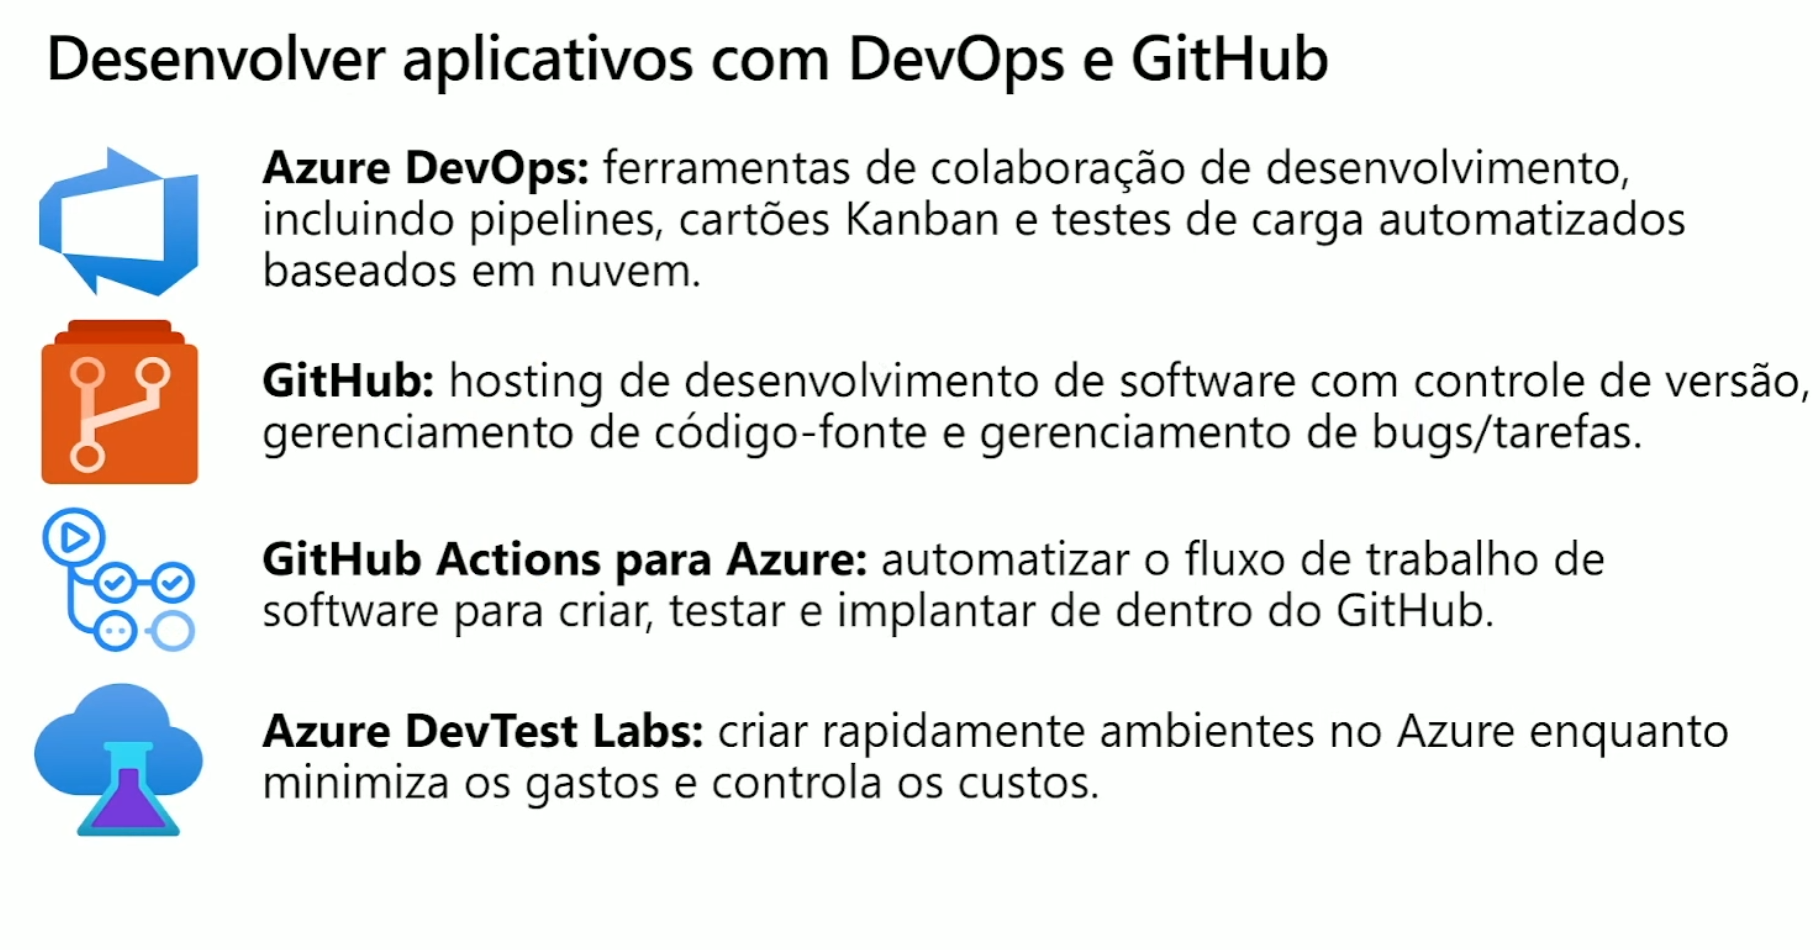 Desenvolver aplicativos com DevOps e GitHub
Azure DevOps: ferramentas de colaboração de desenvolvimento,
incluindo pipelines, cartões Kanban e testes de carga automatizados
baseados em nuvem.
GitHub: hosting de desenvolvimento de software com controle de versão,
gerenciamento de código-fonte e gerenciamento de bugs/tarefas.
GitHub Actions para Azure: automatizar o fluxo de trabalho de
software para criar, testar e implantar de dentro do GitHub.
Azure DevTest Labs: criar rapidamente ambientes no Azure enquanto
minimiza os gastos e controla os custos.